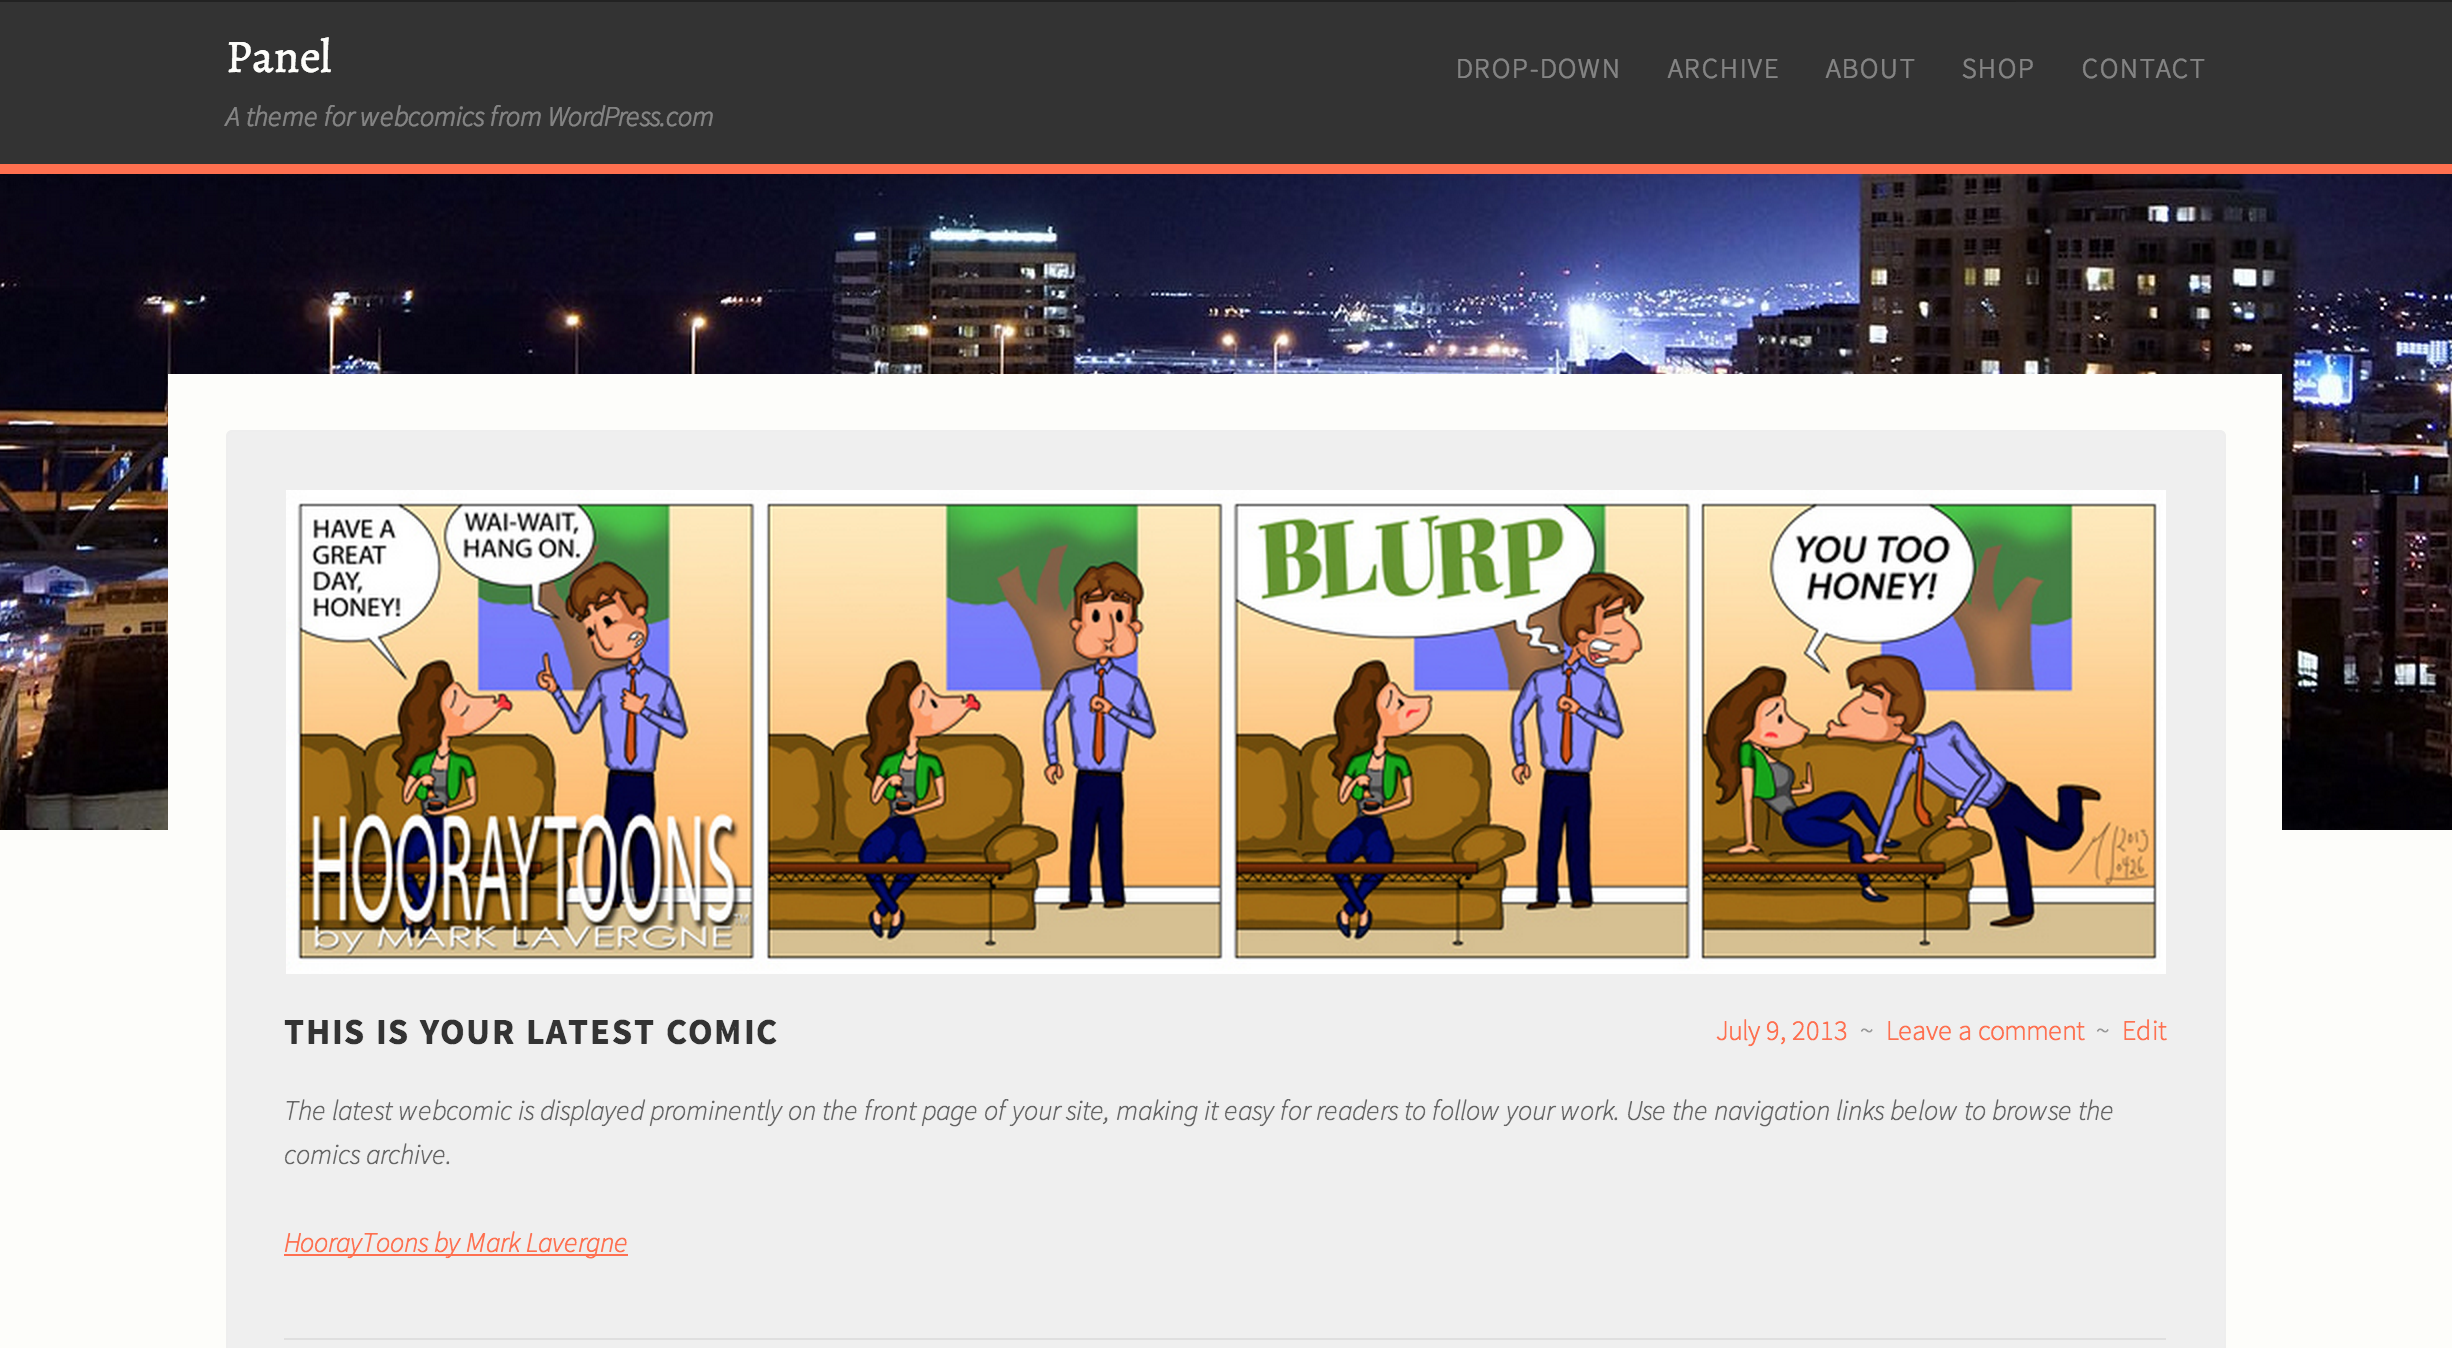 Panel
A theme for webcomics from WordPress.com
DROP-DOWN ARCHIVE ABOUT SHOP CONTACT
HAVE A
GREAT
DAY,
HONEY!
WAI-WAIT,
HANG ON.
HOORAYTOONS
TM
by MARK LAVERGNE
BLURP
YOU TOO
HONEY!
2013
0426
THIS IS YOUR LATEST COMIC
July 9, 2013 ~ Leave a comment ~ Edit
The latest webcomic is displayed prominently on the front page of your site, making it easy for readers to follow your work. Use the navigation links below to browse the
comics archive.
HoorayToons by Mark Lavergne